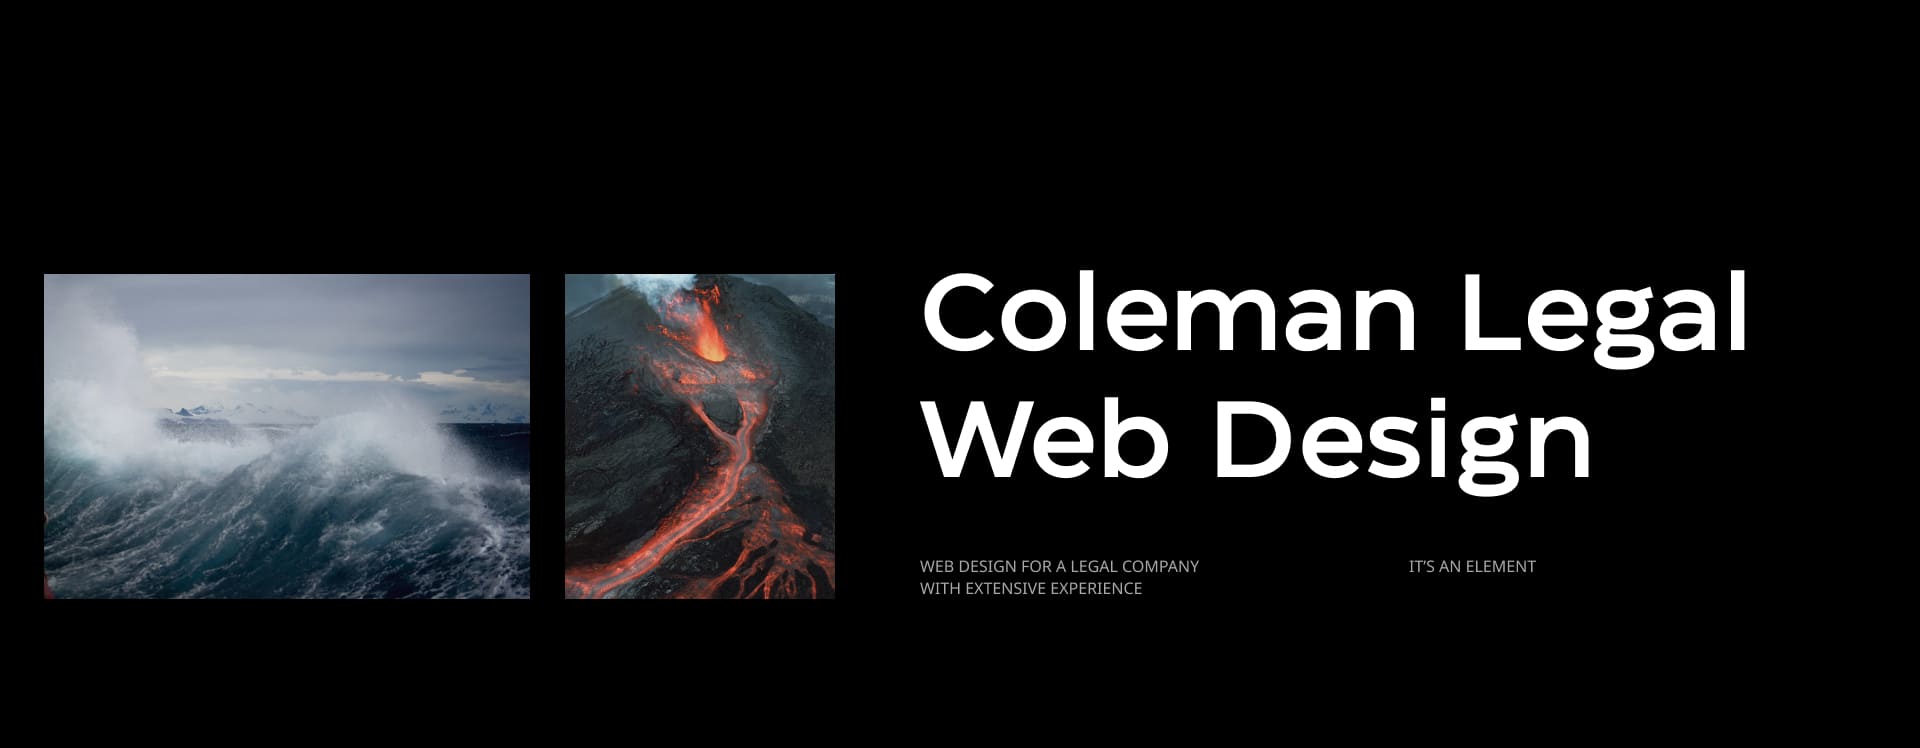 Coleman Legal
Web Design
WEB DESIGN FOR A LEGAL COMPANY
WITH EXTENSIVE EXPERIENCE
IT’S AN ELEMENT